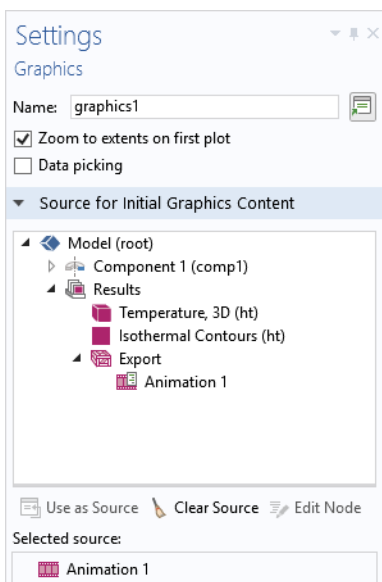 Settings
Graphics
Name: graphics1
Zoom to extents on first plot
Data picking
Source for Initial Graphics Content
Model (root)
Component 1 (comp1)
Results
Temperature, 3D (ht)
Isothermal Contours (ht)
Export
Animation 1
Use as Source Clear Source Edit Node
Selected source:
Animation 1